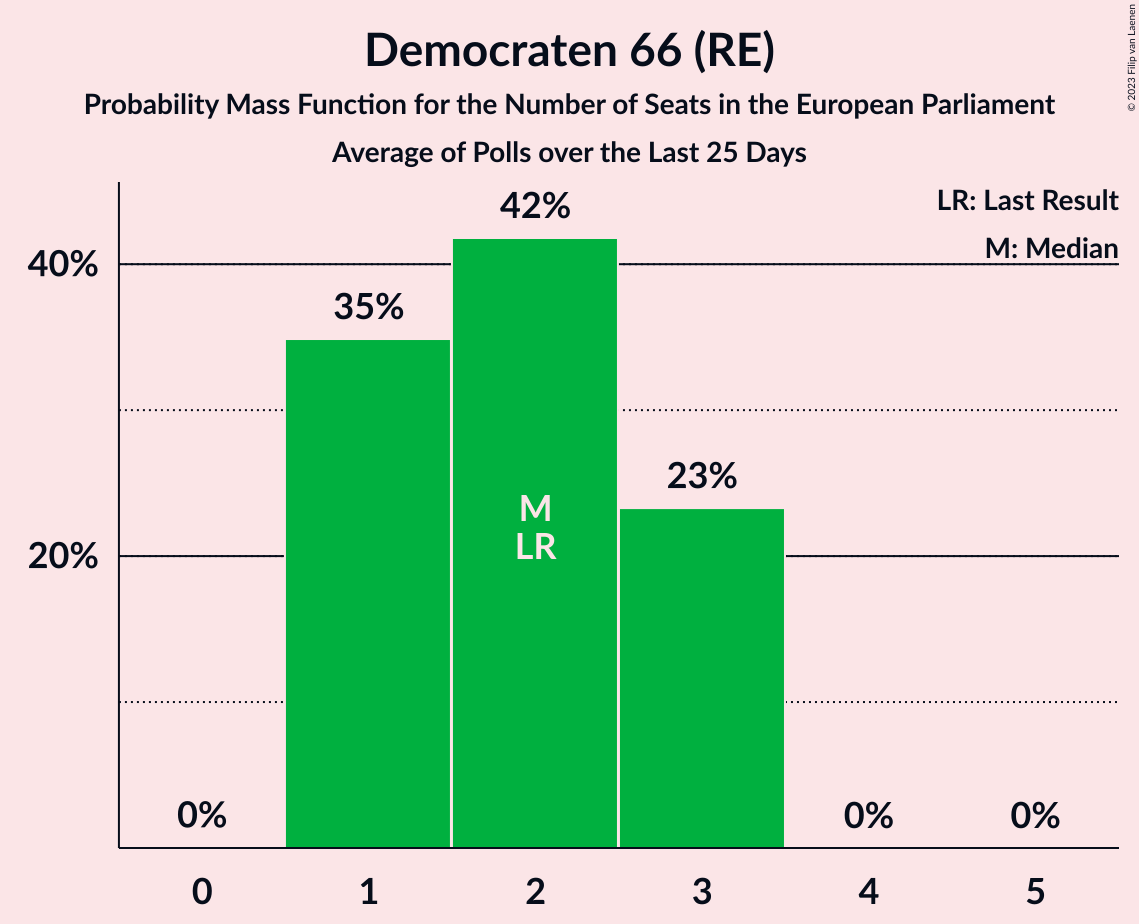 Democraten 66 (RE)
Probability Mass Function for the Number of Seats in the European Parliament
Average of Polls over the Last 25 Days
© 2023 Filip van Laenen
LR: Last Result
M: Median
42%
40%
35%
23%
M
LR
20%
0%
0%
0%
0 1 2 3 4 5